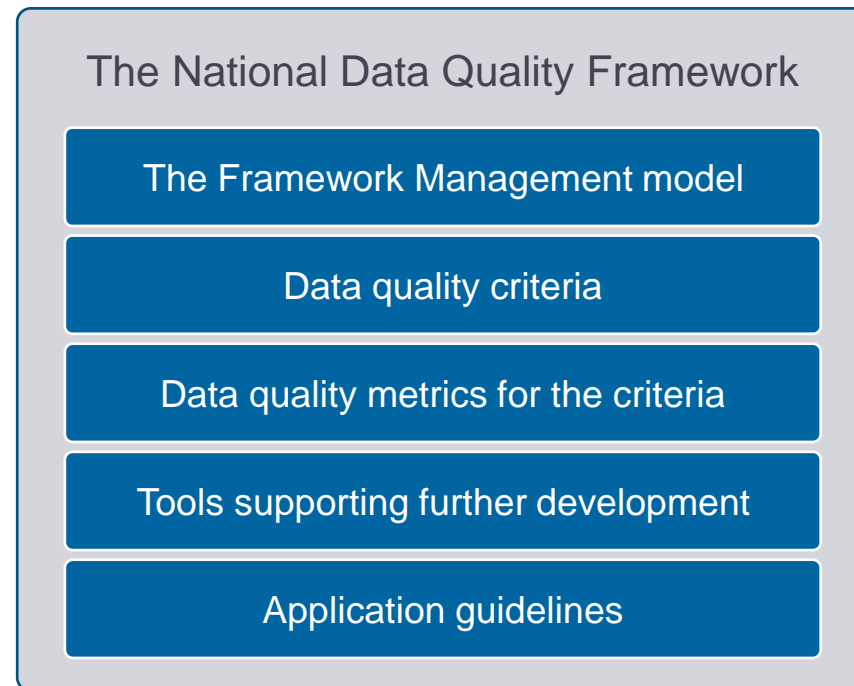 The National Data Quality Framework
The Framework Management model
Data quality criteria
Data quality metrics for the criteria
Tools supporting further development
Application guidelines